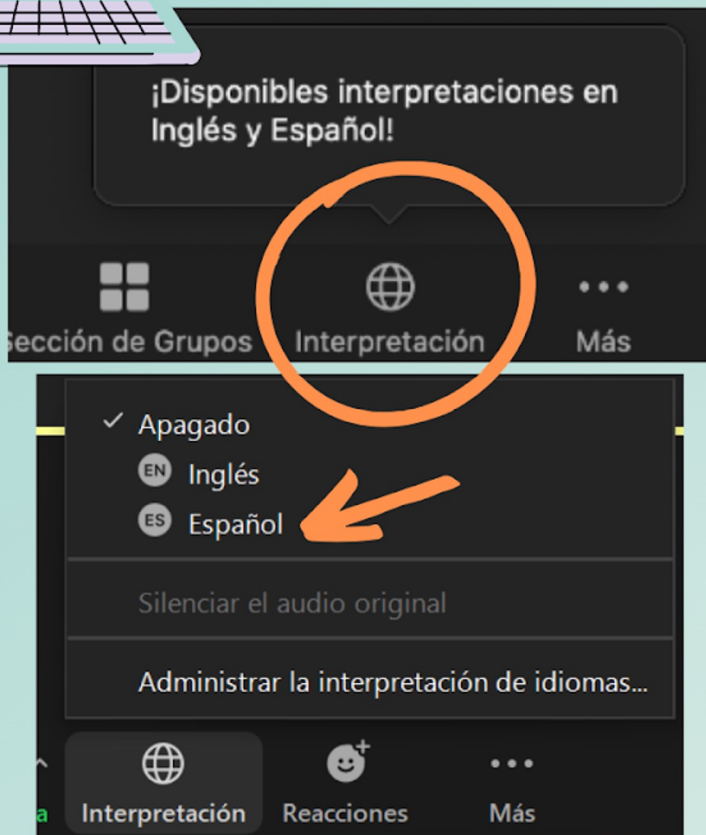 ¡Disponibles interpretaciones en
Inglés y Español!
Sección de Grupos
Interpretación
Más
Apagado
EN Inglés
ES Español
Silenciar el audio original
Administrar la interpretación de idiomas...
a
Interpretación
Reacciones
Más